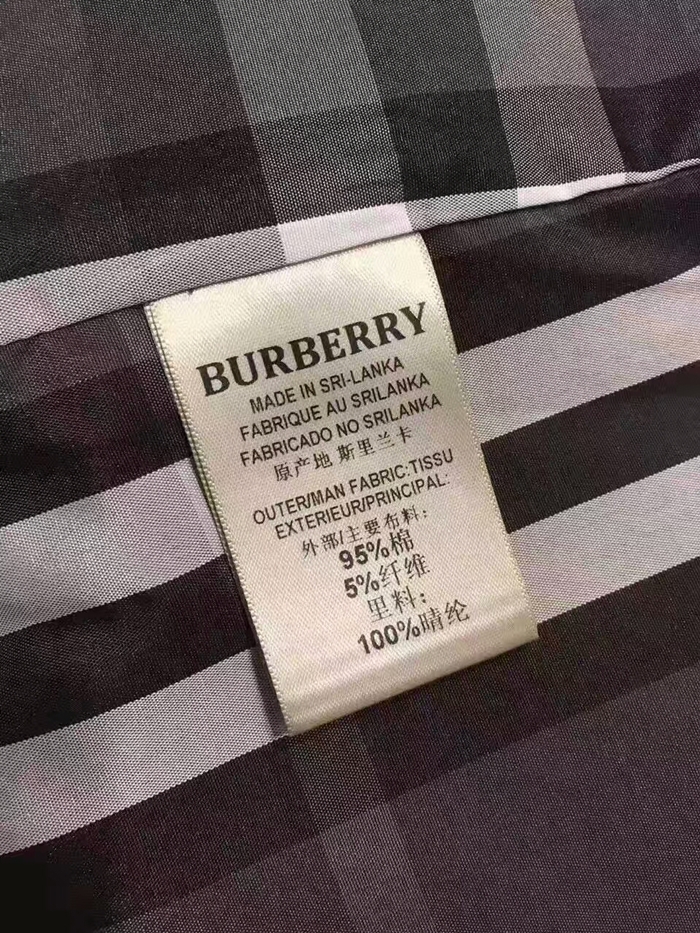 BURBERRY
MADE IN SRI-LANKA
FABRIQUE AU SRILANKA
FABRICADO NO SRILANKA
原产地 斯里兰卡
OUTER/MAN FABRIC:TISSU
EXTERIEUR/PRINCIPAL:
外部/主要布料:
95%棉
5%纤维
里料:
100%晴纶